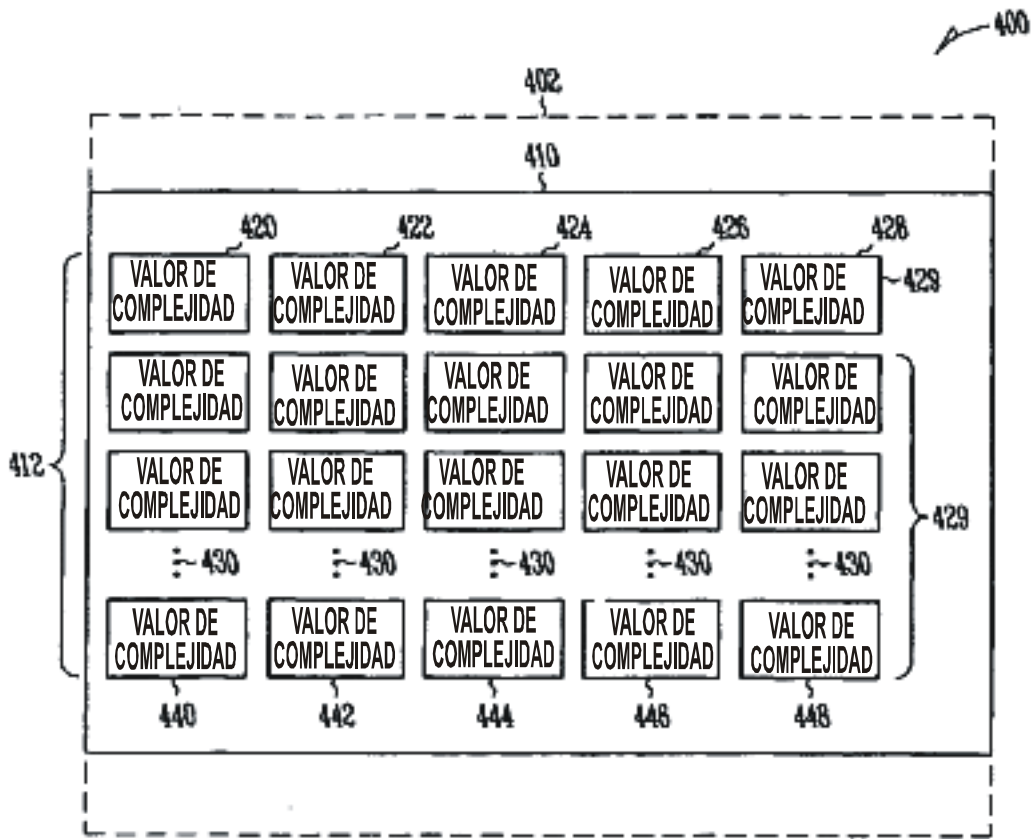 400
402
410
420 422 424 426 428
VALOR DE COMPLEJIDAD VALOR DE COMPLEJIDAD VALOR DE COMPLEJIDAD VALOR DE COMPLEJIDAD VALOR DE COMPLEJIDAD 429
VALOR DE COMPLEJIDAD VALOR DE COMPLEJIDAD VALOR DE COMPLEJIDAD VALOR DE COMPLEJIDAD VALOR DE COMPLEJIDAD
412
VALOR DE COMPLEJIDAD VALOR DE COMPLEJIDAD VALOR DE COMPLEJIDAD VALOR DE COMPLEJIDAD VALOR DE COMPLEJIDAD 429
430 430 430 430 430
VALOR DE COMPLEJIDAD VALOR DE COMPLEJIDAD VALOR DE COMPLEJIDAD VALOR DE COMPLEJIDAD VALOR DE COMPLEJIDAD
440 442 444 446 448